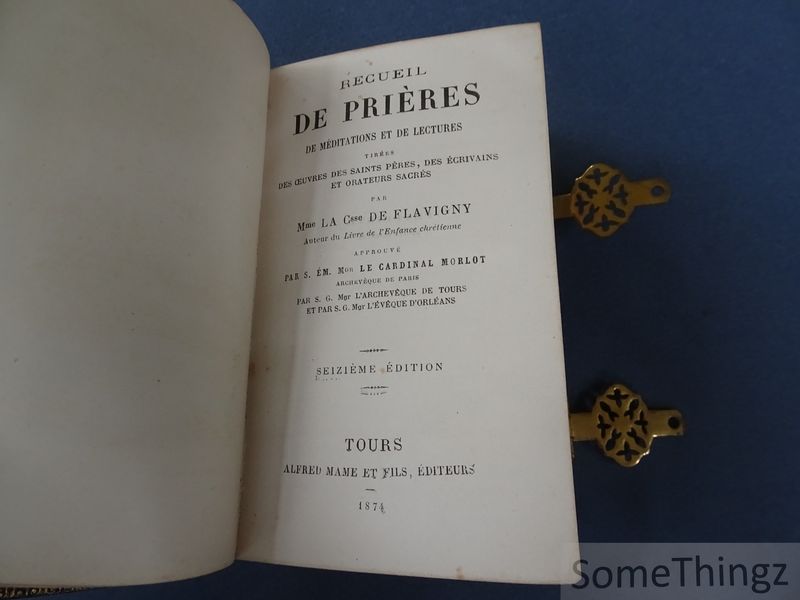 RECUEIL
DE PRIÈRES
DE MÉDITATIONS ET DE LECTURES
TIRÉES
DES ŒUVRES DES SAINTS PÈRES, DES ÉCRIVAINS
ET ORATEURS SACRÉS
PAR
Mme LA Csse DE FLAVIGNY
Auteur du Livre de l'Enfance chrétienne
APPROUVÉ
PAR S. ÉM. Mgr LE CARDINAL MORLOT
ARCHEVÊQUE DE PARIS
PAR S. G. Mgr L'ARCHEVÊQUE DE TOURS
ET PAR S. G. Mgr L'ÉVÊQUE D'ORLÉANS
SEIZIÈME ÉDITION
TOURS
ALFRED MAME ET FILS, ÉDITEURS
1874
SomeThingz